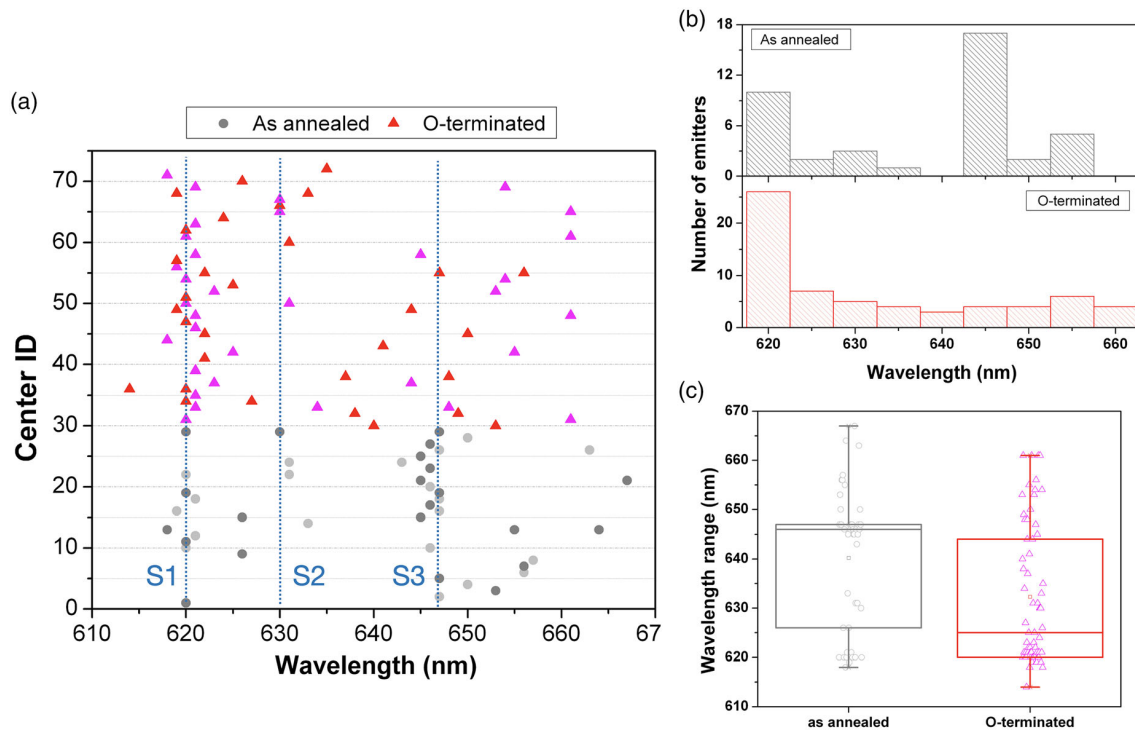 (a)
As annealed
O-terminated
Center ID
70
60
50
40
30
20
10
0
S1
S2
S3
610
620
630
640
650
660
67
Wavelength (nm)
(b)
As annealed
18
12
6
0
O-terminated
20
10
0
Number of emitters
620
630
640
650
660
Wavelength (nm)
(c)
Wavelength range (nm)
670
660
650
640
630
620
610
as annealed
O-terminated